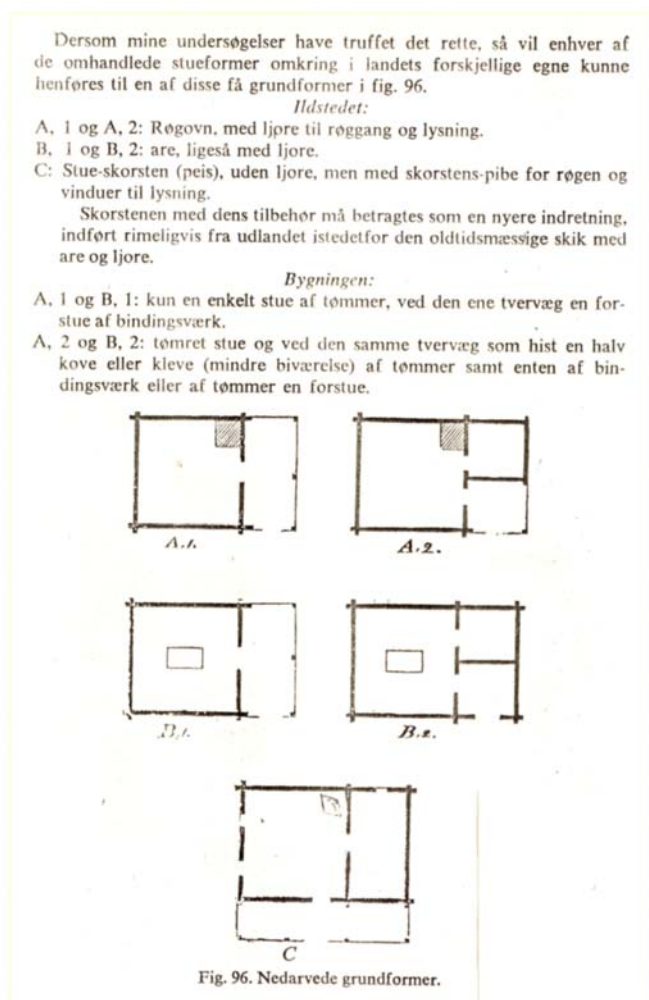 Dersom mine undersøgelser have truffet det rette, så vil enhver af
de omhandlede stueformer omkring i landets forskjellige egne kunne
henføres til en af disse få grundformer i fig. 96.
Ildstedet:
A, 1 og A, 2: Røgovn, med ljore til røggang og lysning.
B, 1 og B, 2: are, ligeså med ljore.
C: Stue-skorsten (peis), uden ljore, men med skorstens-pibe for røgen og
vinduer til lysning.
Skorstenen med dens tilbehør må betragtes som en nyere indretning,
indført rimeligvis fra udlandet istedetfor den oldtidsmæssige skik med
are og ljore.
Bygningen:
A, 1 og B, 1: kun en enkelt stue af tømmer, ved den ene tvervæg en for-
stue af bindingsværk.
A, 2 og B, 2: tømret stue og ved den samme tvervæg som hist en halv
kove eller kleve (mindre biværelse) af tømmer samt enten af bin-
dingsværk eller af tømmer en forstue.
A.1.
A.2.
B.1.
B.2.
C
Fig. 96. Nedarvede grundformer.